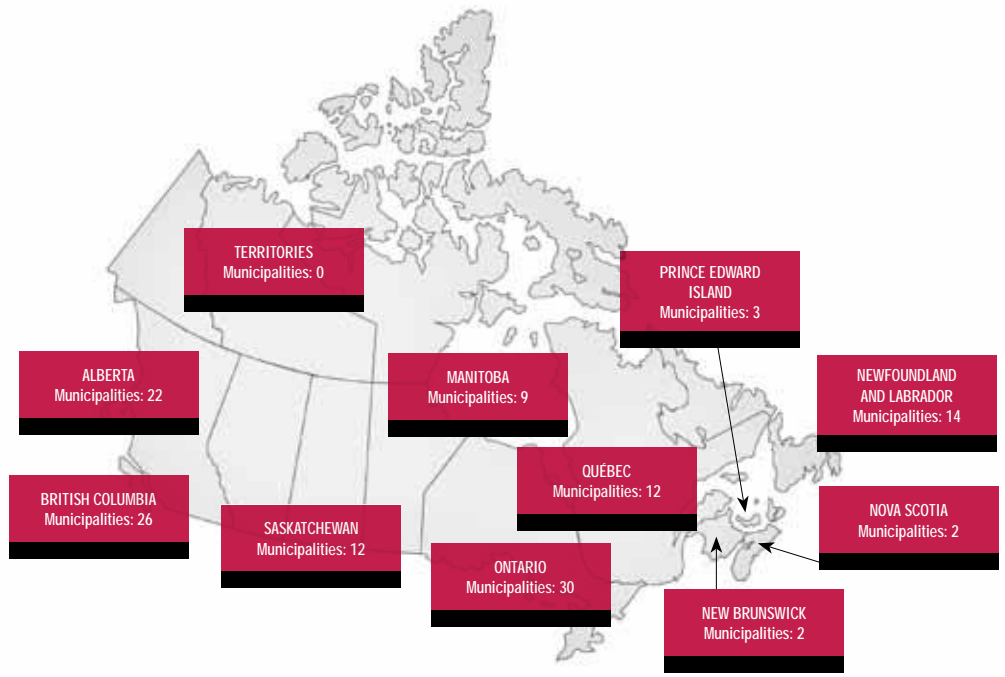 TERRITORIES
Municipalities: 0
PRINCE EDWARD
ISLAND
Municipalities: 3
ALBERTA
Municipalities: 22
MANITOBA
Municipalities: 9
NEWFOUNDLAND
AND LABRADOR
Municipalities: 14
BRITISH COLUMBIA
Municipalities: 26
QUÉBEC
Municipalities: 12
SASKATCHEWAN
Municipalities: 12
NOVA SCOTIA
Municipalities: 2
ONTARIO
Municipalities: 30
NEW BRUNSWICK
Municipalities: 2